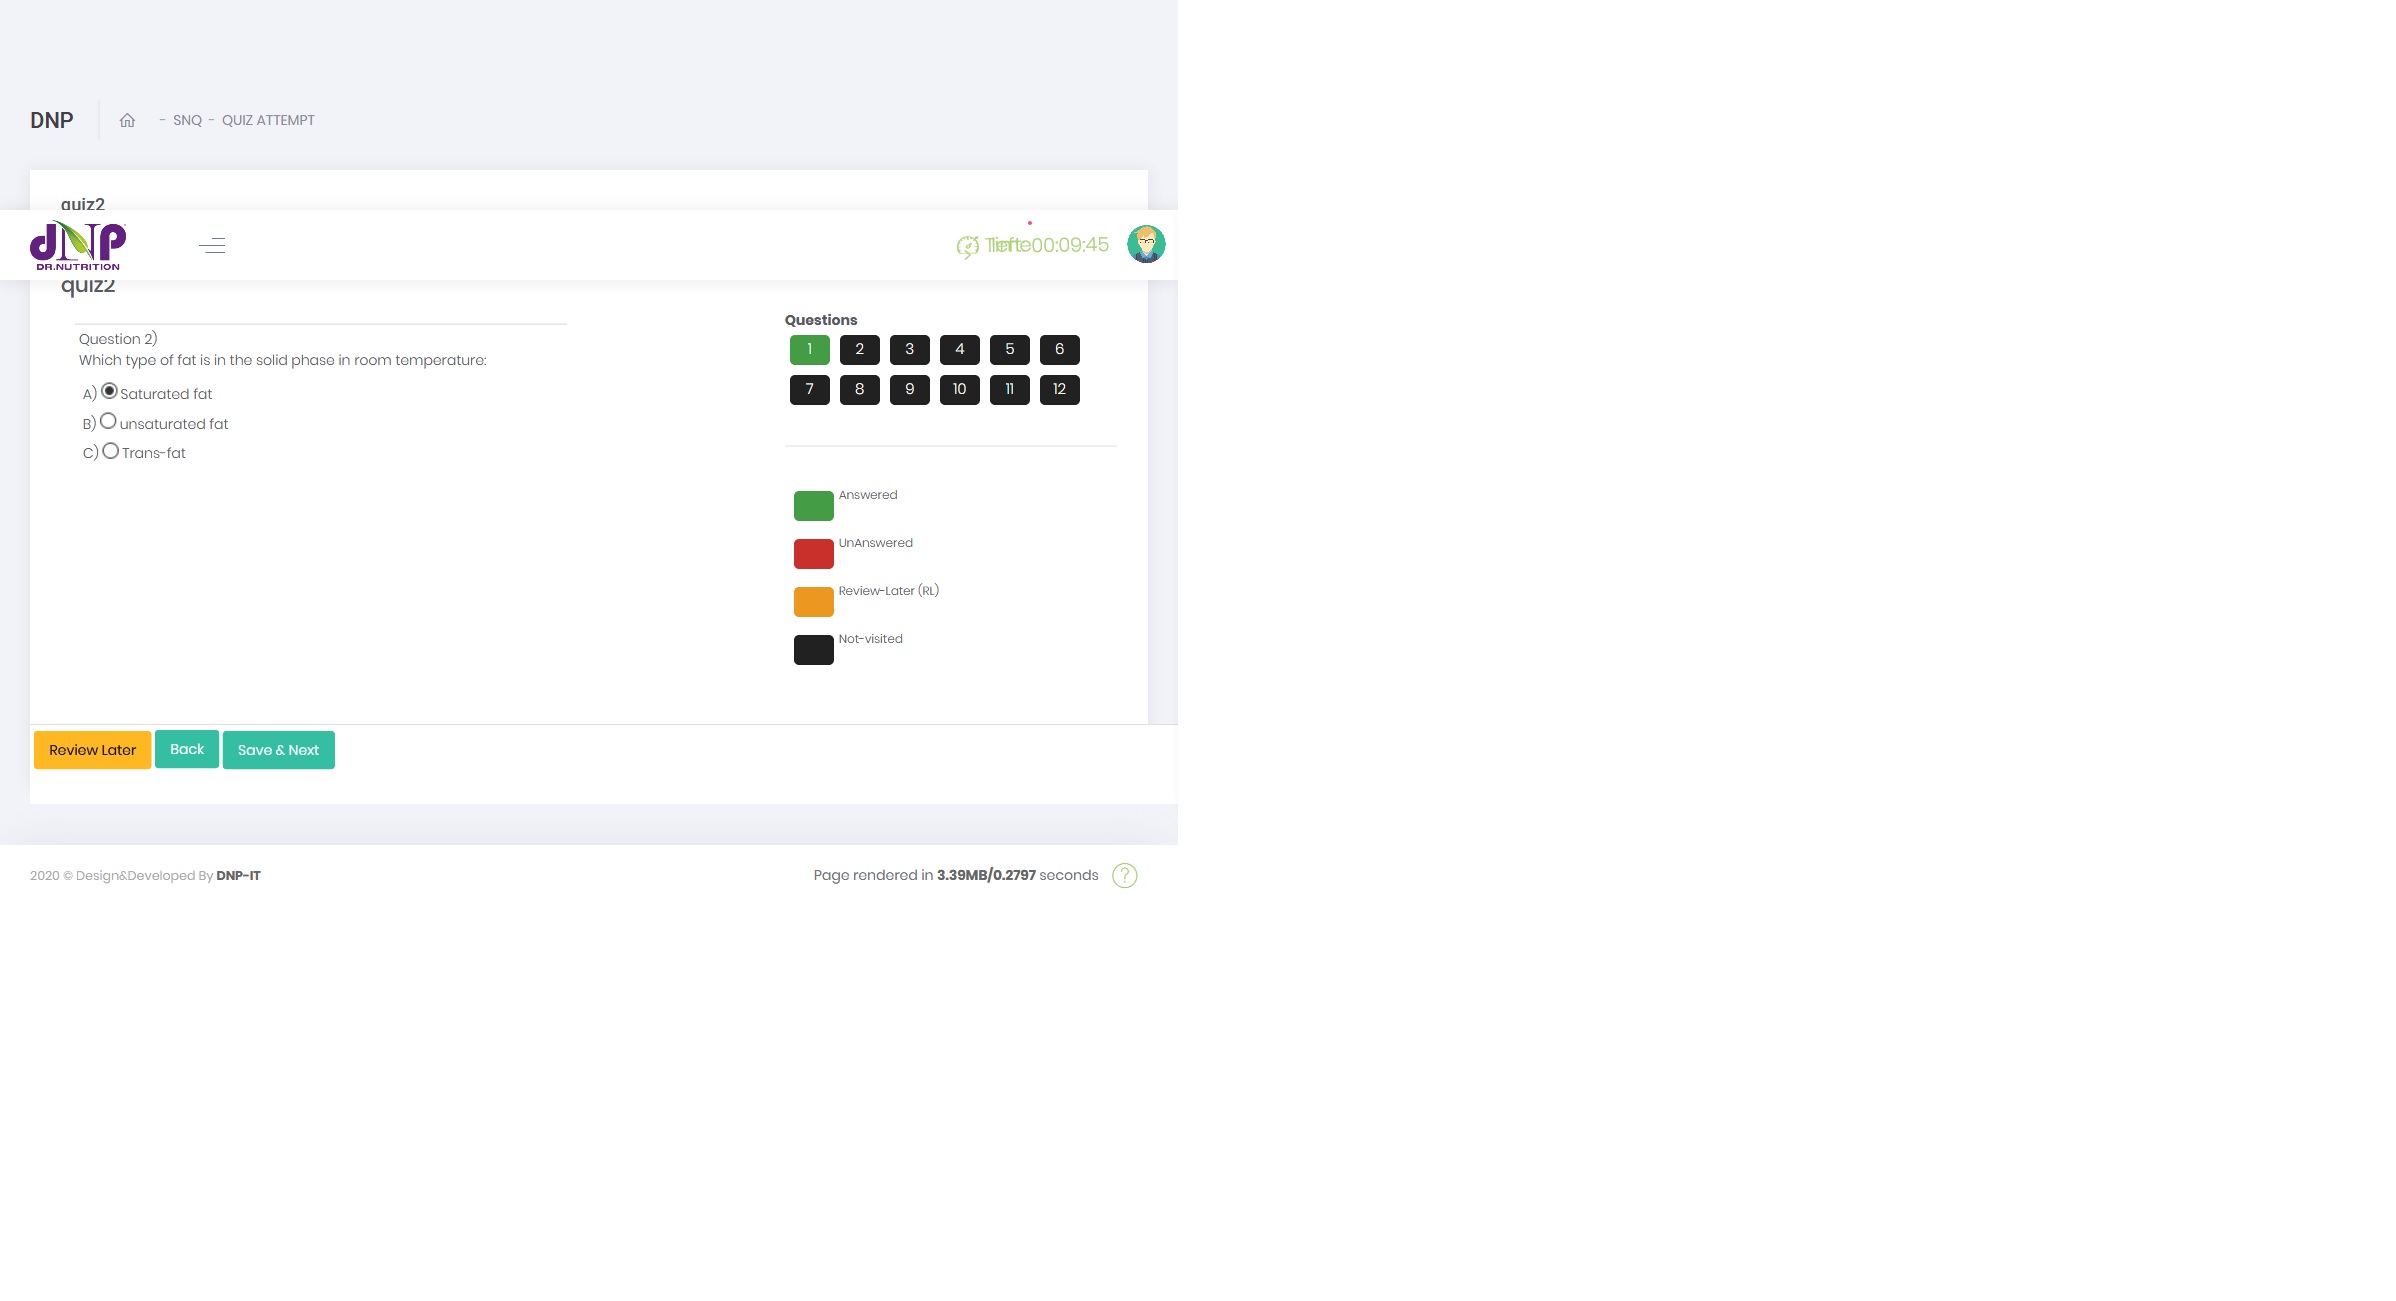 DNP
- SNQ - QUIZ ATTEMPT
quiz2
dNP
DR.NUTRITION
00:09:45
quiz2
Question 2)
Which type of fat is in the solid phase in room temperature:
A) Saturated fat
B) unsaturated fat
C) Trans-fat
Questions
1 2 3 4 5 6
7 8 9 10 11 12
Answered
UnAnswered
Review-Later (RL)
Not-visited
Review Later Back Save & Next
2020 © Design&Developed By DNP-IT
Page rendered in 3.39MB/0.2797 seconds ?